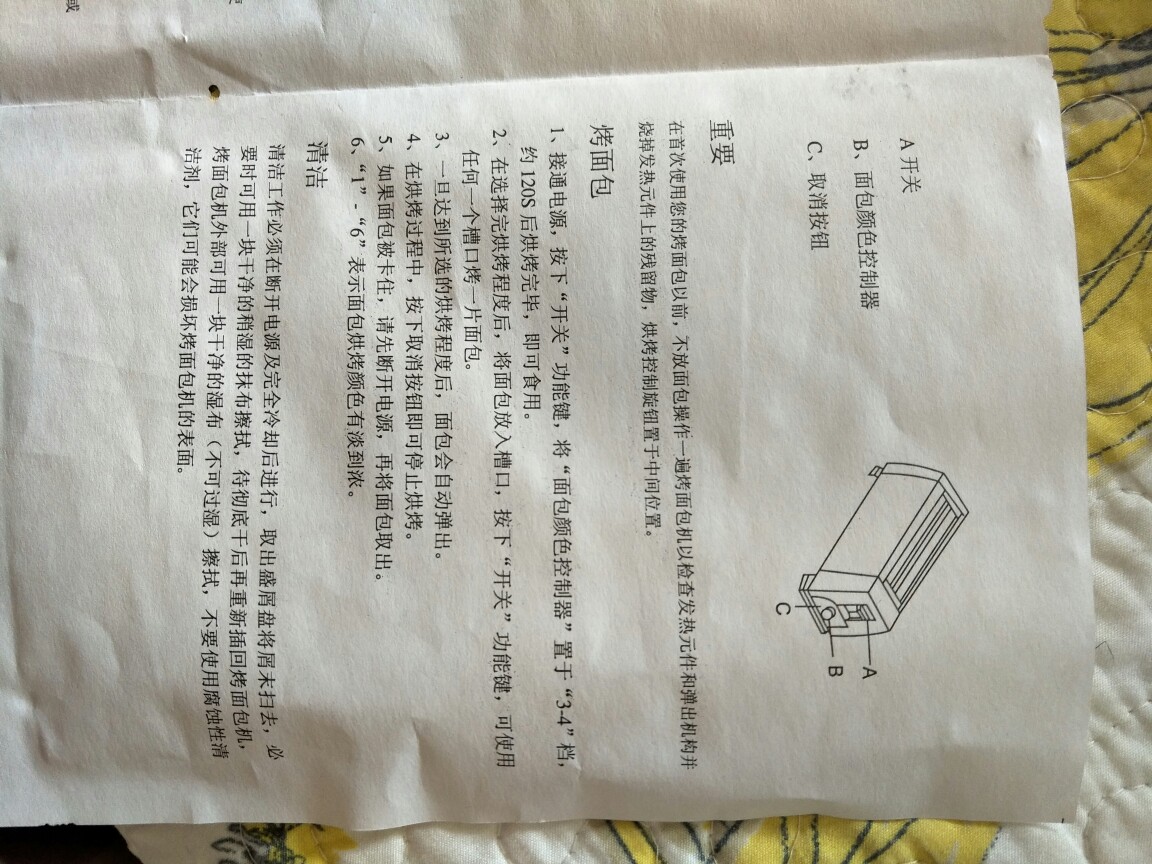 A 开关
B、面包颜色控制器
C、取消按钮
A
B
C
重要
在首次使用您的烤面包以前，不放面包操作一遍烤面包机以检查发热元件和弹出机构并
烧掉发热元件上的残留物，烘烤控制旋钮置于中间位置。
烤面包
1、接通电源，按下“开关”功能键，将“面包颜色控制器”置于“3-4”档，
约 120S 后烘烤完毕，即可食用。
2、在选择完烘烤程度后，将面包放入槽口，按下“开关”功能键，可使用
任何一个槽口烤一片面包。
3、一旦达到所选的烘烤程度后，面包会自动弹出。
4、在烘烤过程中，按下取消按钮即可停止烘烤。
5、如果面包被卡住，请先断开电源，再将面包取出。
6、“1”-“6”表示面包烘烤颜色有淡到浓。
清洁
清洁工作必须在断开电源及完全冷却后进行，取出盛屑盘将屑末扫去，必
要时可用一块干净的稍湿的抹布擦拭，待彻底干后再重新插回烤面包机，
烤面包机外部可用一块干净的湿布（不可过湿）擦拭，不要使用腐蚀性清
洁剂，它们可能会损坏烤面包机的表面。
或